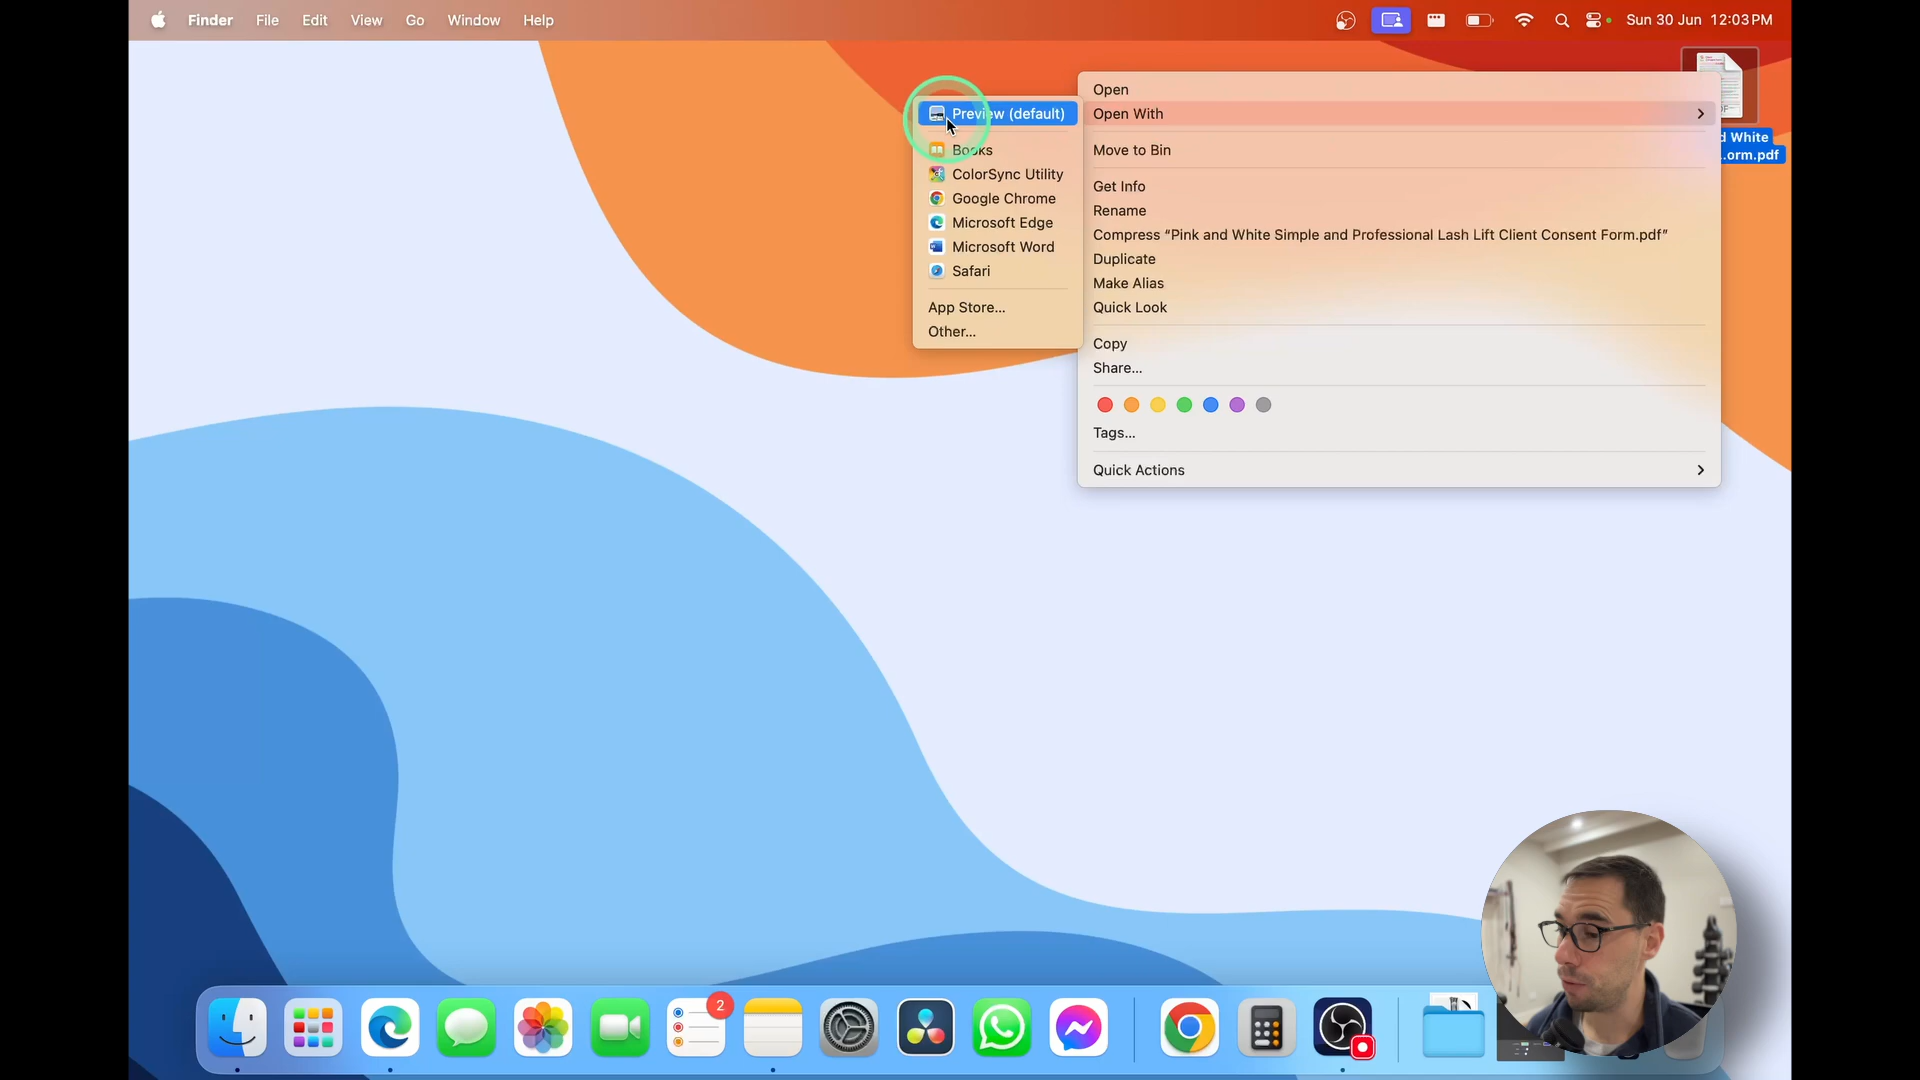 Finder File Edit View Go Window Help Sun 30 Jun 12:03 PM
Open
Preview (default)
Open With
d White
...orm.pdf
Books
Move to Bin
ColorSync Utility
Get Info
Google Chrome
Rename
Microsoft Edge
Compress “Pink and White Simple and Professional Lash Lift Client Consent Form.pdf”
Microsoft Word
Duplicate
Safari
Make Alias
App Store...
Quick Look
Other...
Copy
Share...
Tags...
Quick Actions
2